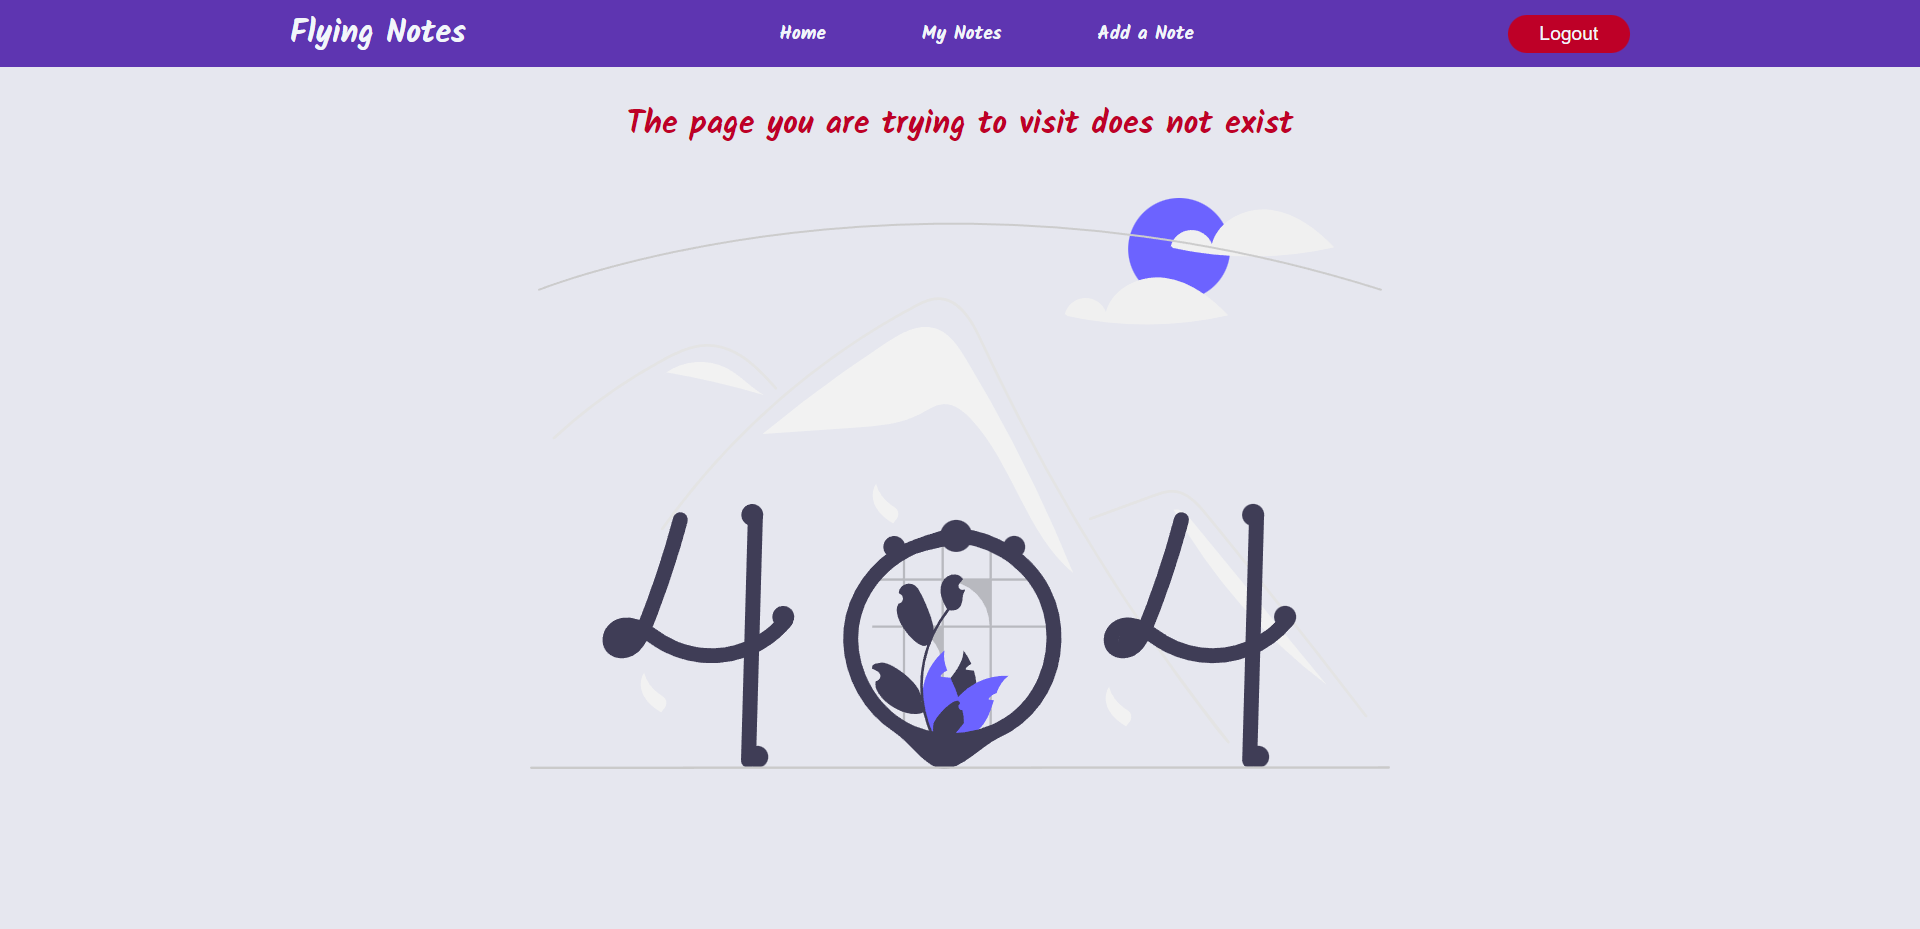 Flying Notes
Home
My Notes
Add a Note
Logout
The page you are trying to visit does not exist
404